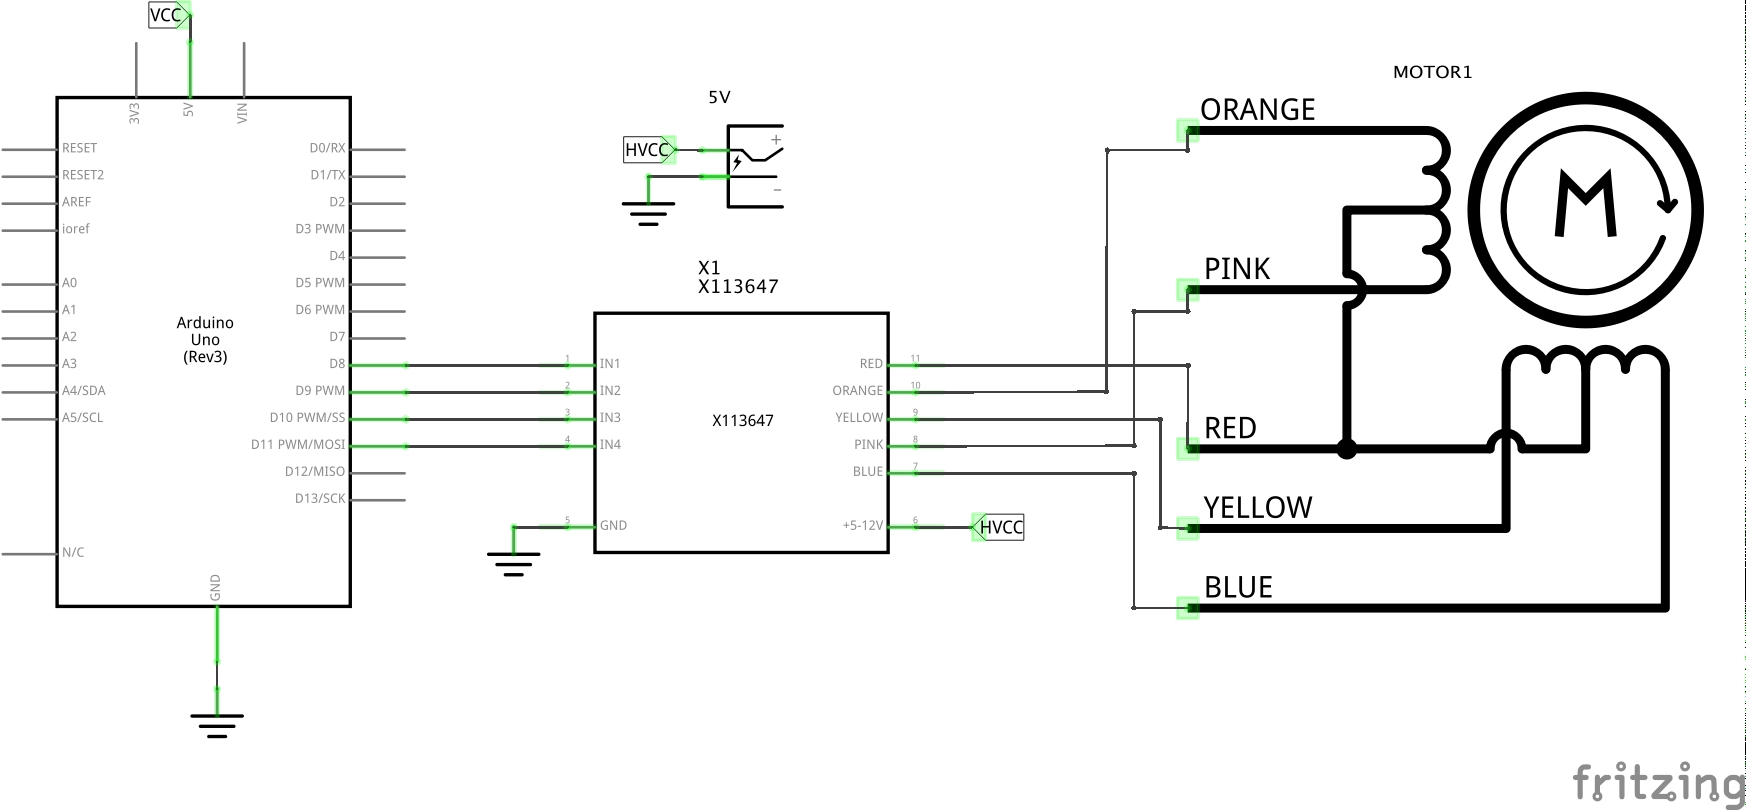 VCC
3V3
5V
VIN
RESET
RESET2
AREF
ioref
A0
A1
A2
A3
A4/SDA
A5/SCL
N/C
Arduino
Uno
(Rev3)
D0/RX
D1/TX
D2
D3 PWM
D4
D5 PWM
D6 PWM
D7
D8
D9 PWM
D10 PWM/SS
D11 PWM/MOSI
D12/MISO
D13/SCK
GND
5V
HVCC
+
−
X1
X113647
1
IN1
2
IN2
3
IN3
4
IN4
5
GND
X113647
RED
11
ORANGE
10
YELLOW
9
PINK
8
BLUE
7
+5-12V
6
HVCC
MOTOR1
ORANGE
PINK
RED
YELLOW
BLUE
M
fritzing